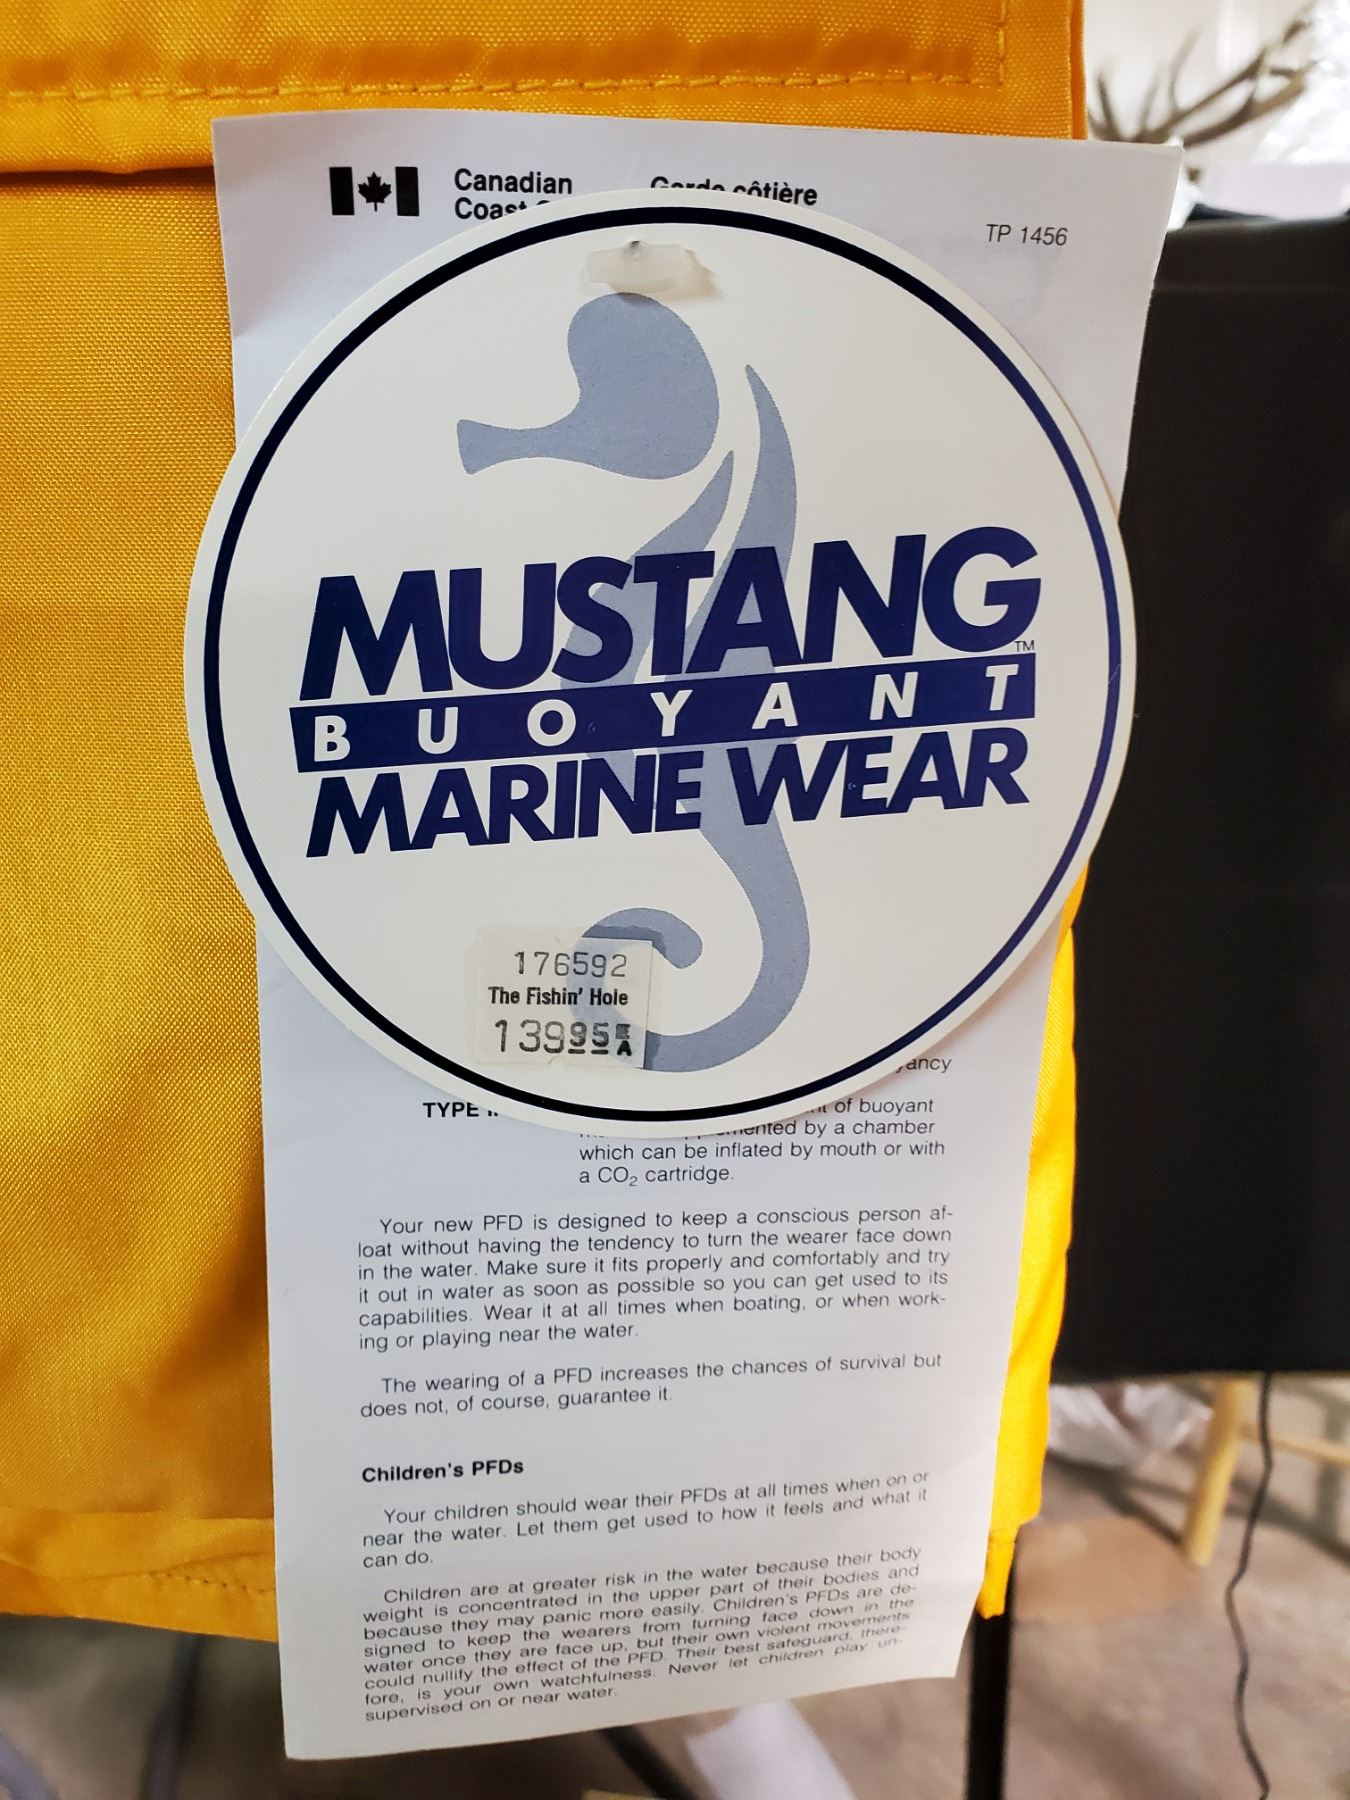 Canadian
Coast
Garde côtière
TP 1456
MUSTANG
TM
BUOYANT
MARINE WEAR
176592
The Fishin' Hole
139.95 EA
TYPE
of buoyant
by a chamber
which can be inflated by mouth or with
a CO₂ cartridge.
Your new PFD is designed to keep a conscious person af-
loat without having the tendency to turn the wearer face down
in the water. Make sure it fits properly and comfortably and try
it out in water as soon as possible so you can get used to its
capabilities. Wear it at all times when boating, or when work-
ing or playing near the water.
The wearing of a PFD increases the chances of survival but
does not, of course, guarantee it.
Children's PFDs
Your children should wear their PFDs at all times when on or
near the water. Let them get used to how it feels and what it
can do.
Children are at greater risk in the water because their body
weight is concentrated in the upper part of their bodies and
because they may panic more easily. Children's PFDs are de-
signed to keep the wearers from turning face down in the
water once they are face up, but their own violent movements
could nullify the effect of the PFD. Their best safeguard, there-
fore, is your own watchfulness. Never let children play un-
supervised on or near water.